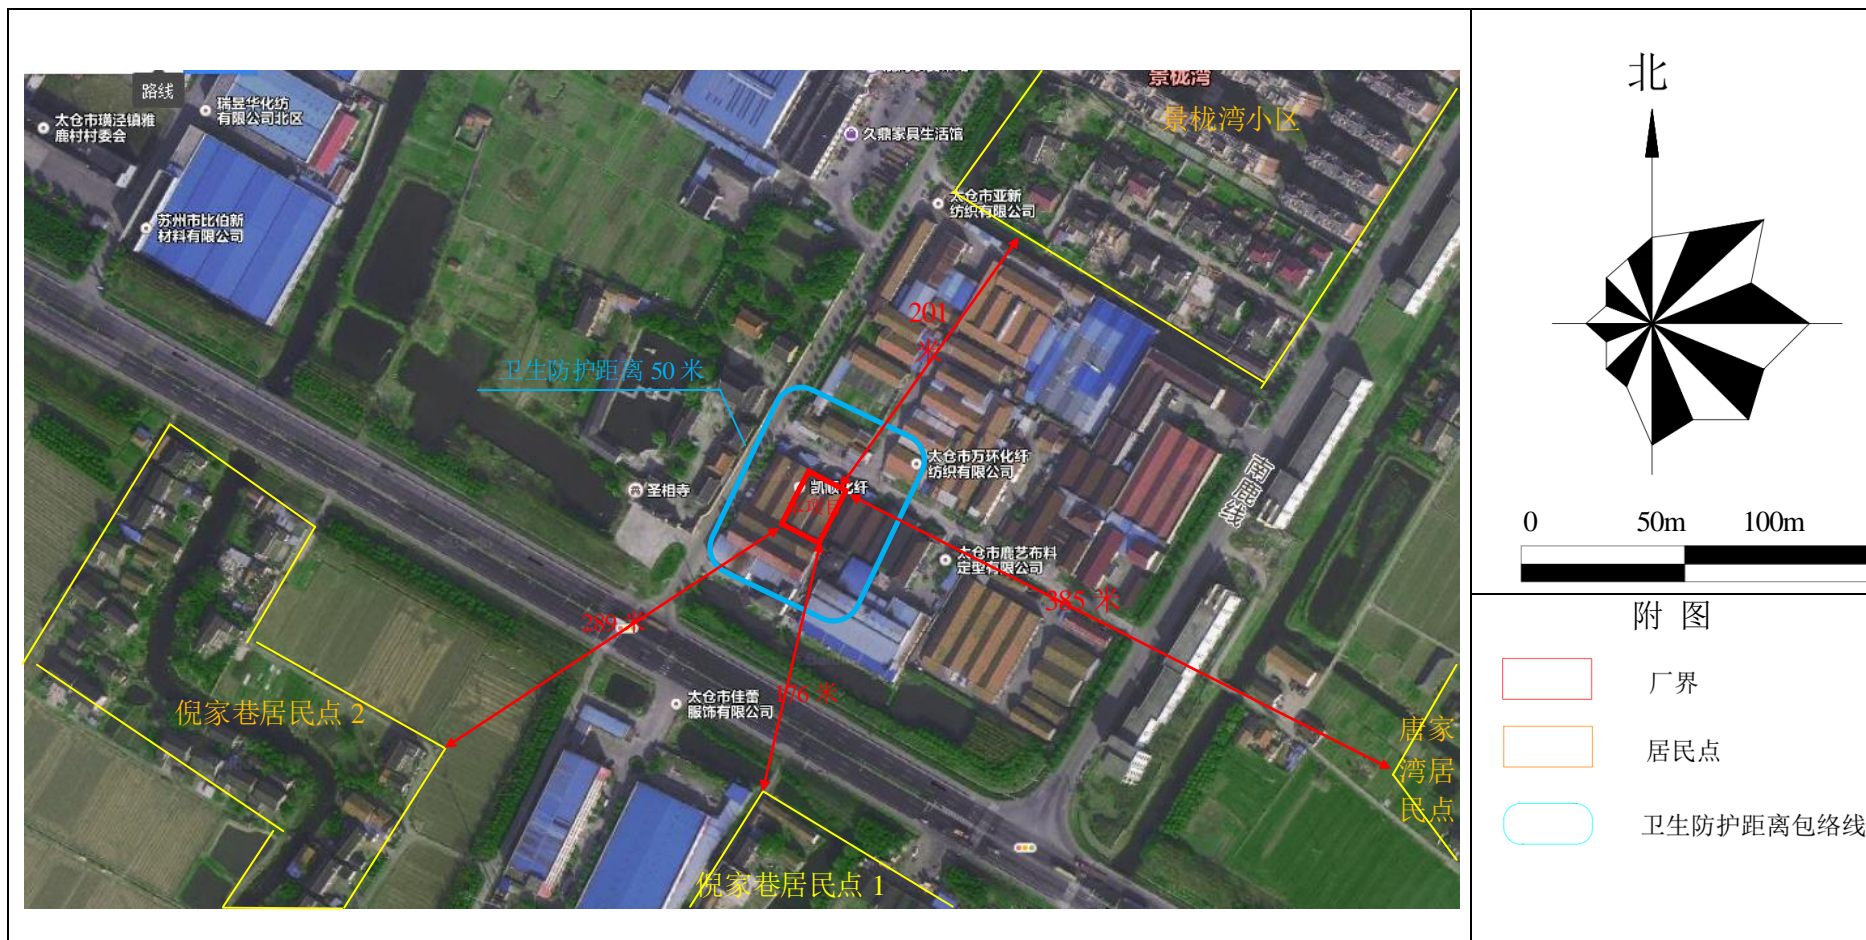 路线
瑞昱华化纺
有限公司北区
太仓市璜泾镇雅
鹿村村委会
久鼎家具生活馆
景栊湾
景栊湾小区
太仓市亚新
纺织有限公司
苏州市比伯新
材料有限公司
201
米
卫生防护距离 50 米
太仓市万环化纤
纺织有限公司
圣相寺
凯顺化纤
本项目
太仓市鹿艺布料
定型有限公司
385 米
289 米
176 米
太仓市佳蕾
服饰有限公司
倪家巷居民点 2
倪家巷居民点 1
唐家
湾居
民点
北
0 50m 100m
附 图
厂界
居民点
卫生防护距离包络线